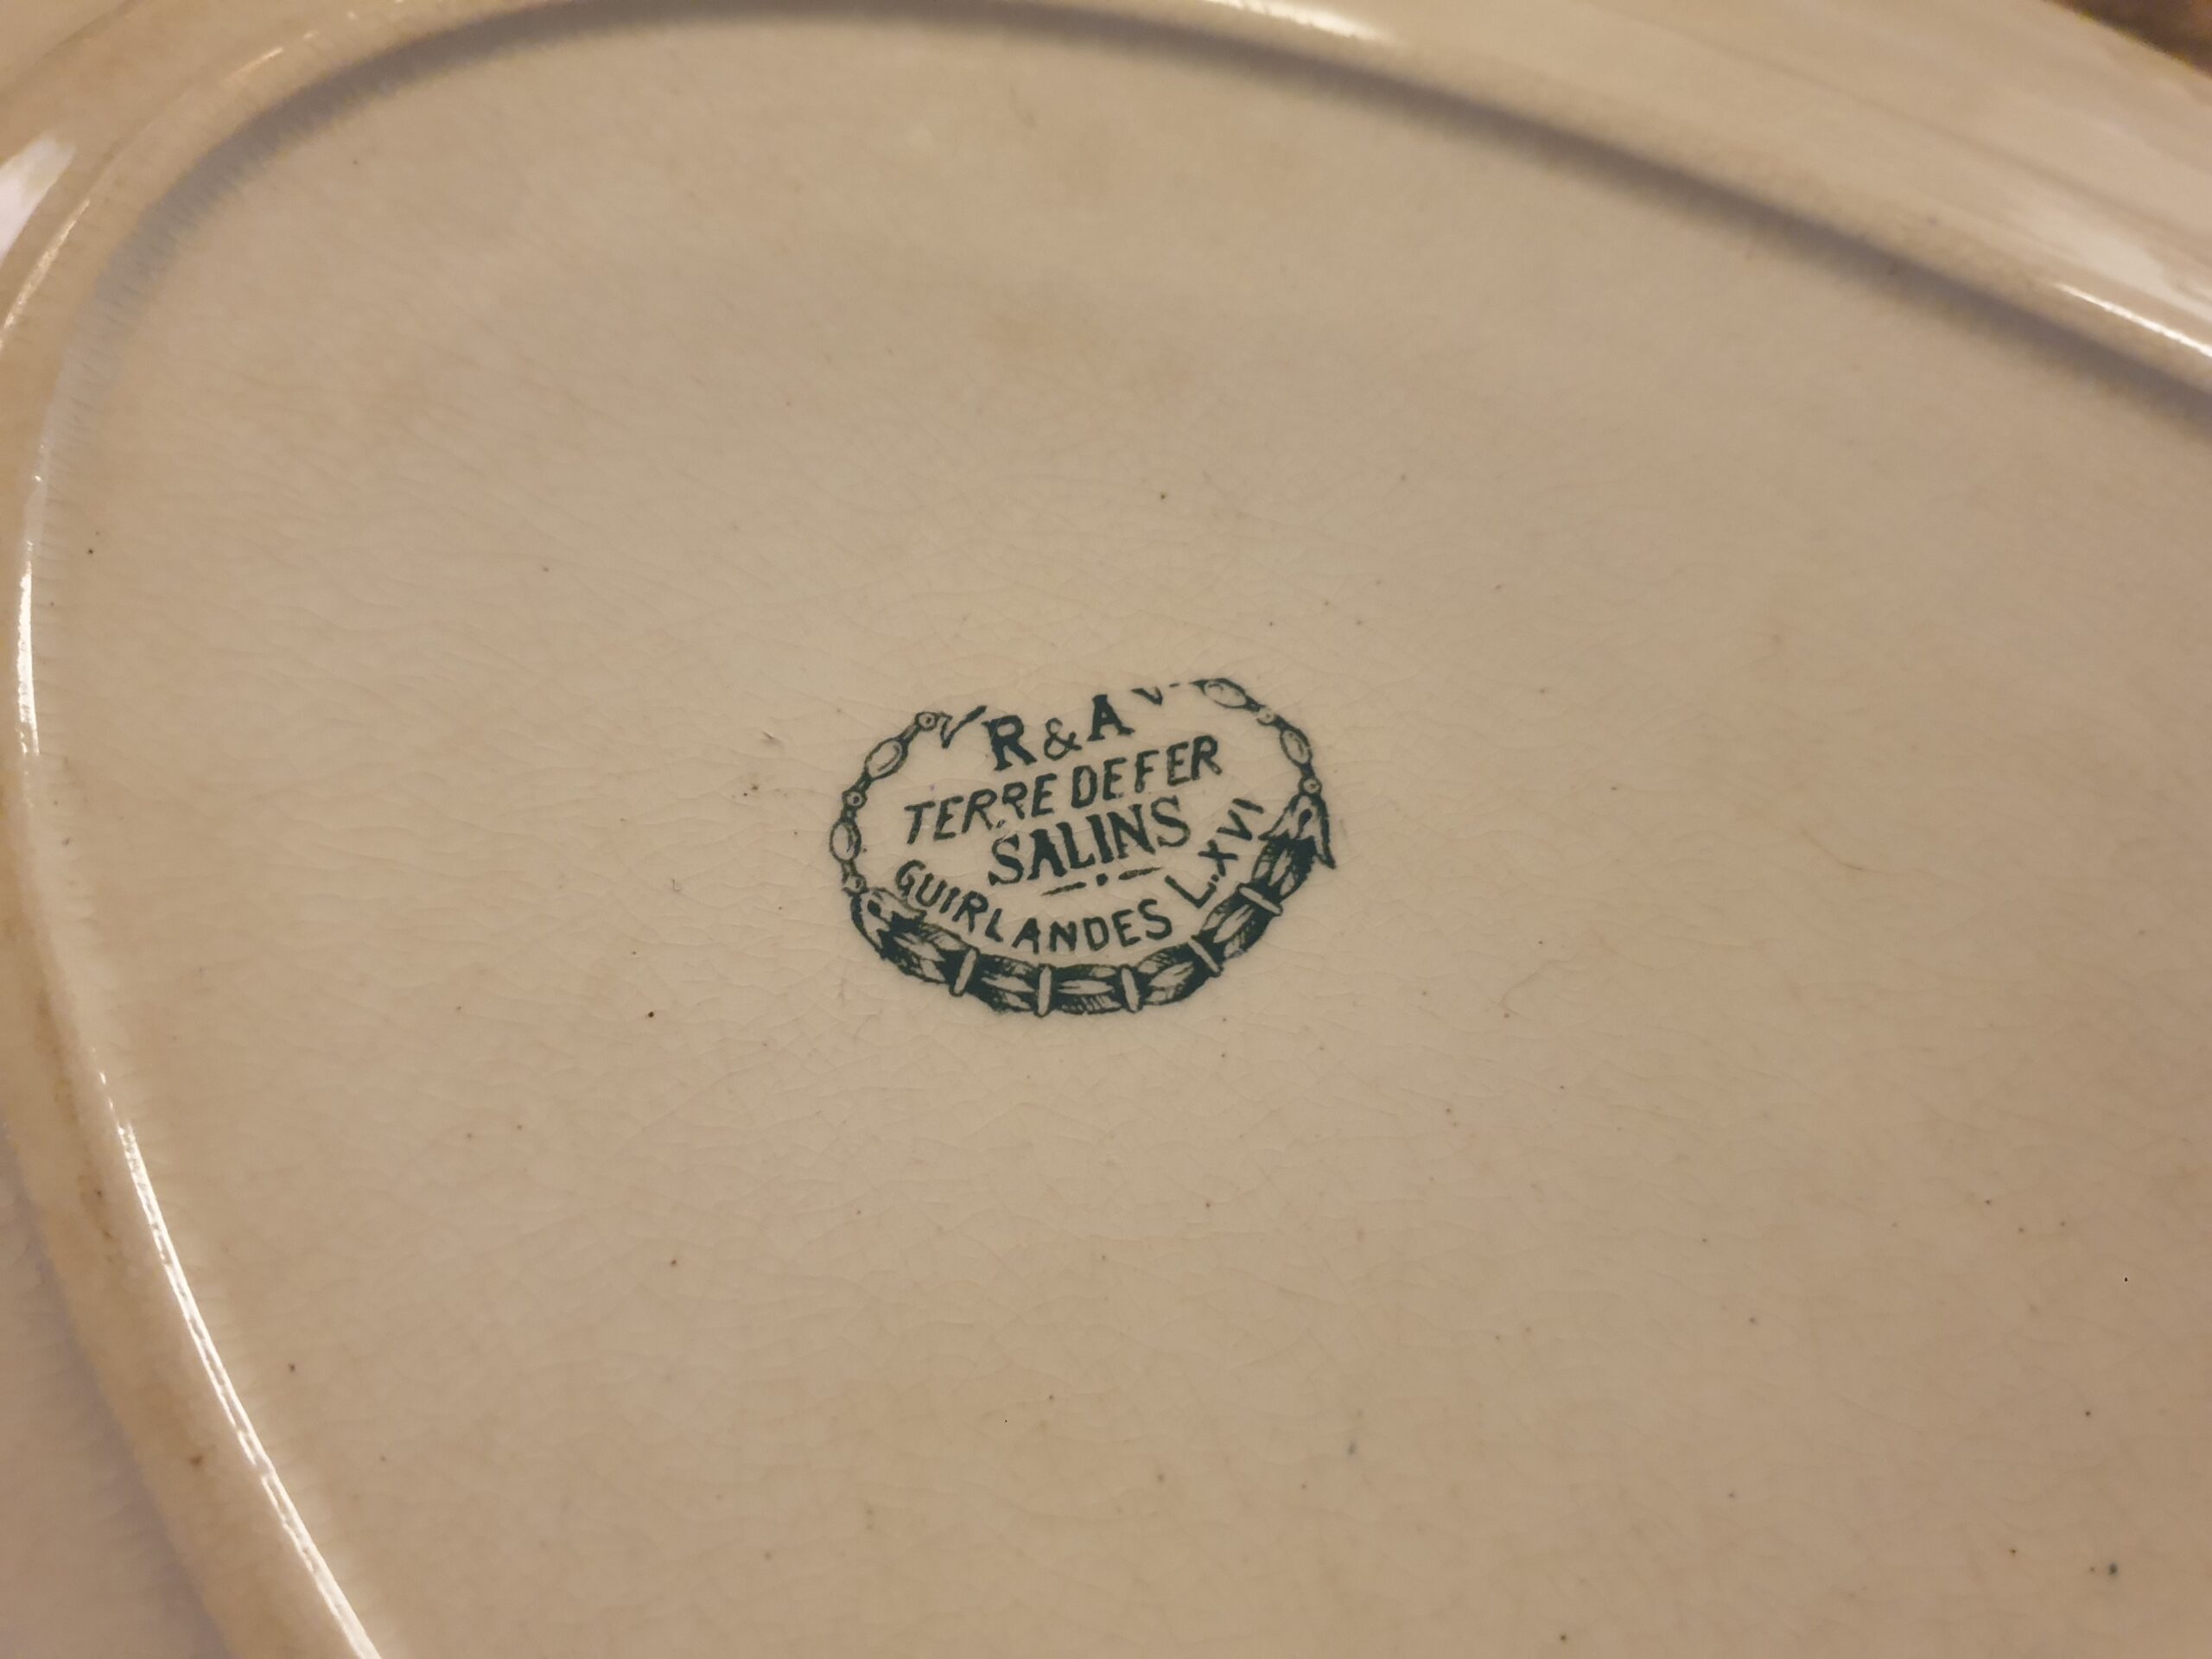 R & A
TERRE DE FER
SALINS
GUIRLANDES L.XVI